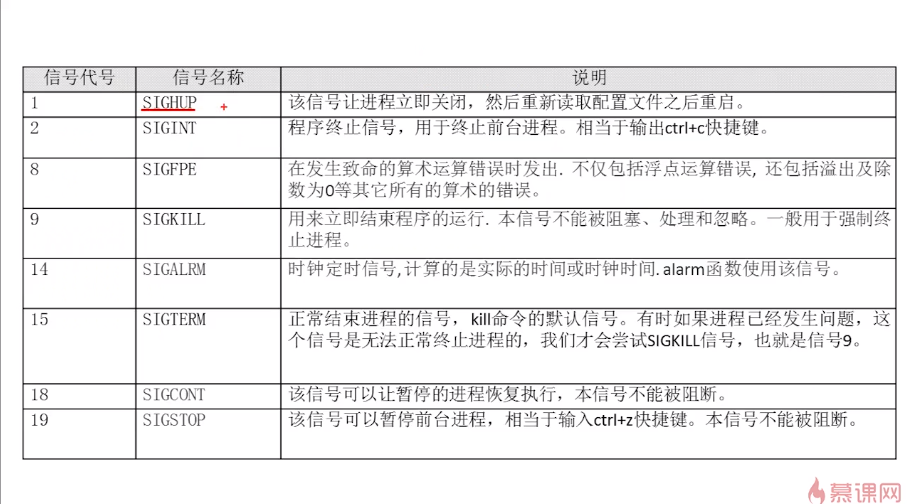 信号代号 信号名称 说明
1 SIGHUP 该信号让进程立即关闭，然后重新读取配置文件之后重启。
2 SIGINT 程序终止信号，用于终止前台进程。相当于输出ctrl+c快捷键。
8 SIGFPE 在发生致命的算术运算错误时发出. 不仅包括浮点运算错误, 还包括溢出及除
数为0等其它所有的算术的错误。
9 SIGKILL 用来立即结束程序的运行. 本信号不能被阻塞、处理和忽略。一般用于强制终
止进程。
14 SIGALRM 时钟定时信号, 计算的是实际的时间或时钟时间. alarm函数使用该信号。
15 SIGTERM 正常结束进程的信号，kill命令的默认信号。有时如果进程已经发生问题，这
个信号是无法正常终止进程的，我们才会尝试SIGKILL信号，也就是信号9。
18 SIGCONT 该信号可以让暂停的进程恢复执行，本信号不能被阻断。
19 SIGSTOP 该信号可以暂停前台进程，相当于输入ctrl+z快捷键。本信号不能被阻断。
慕课网